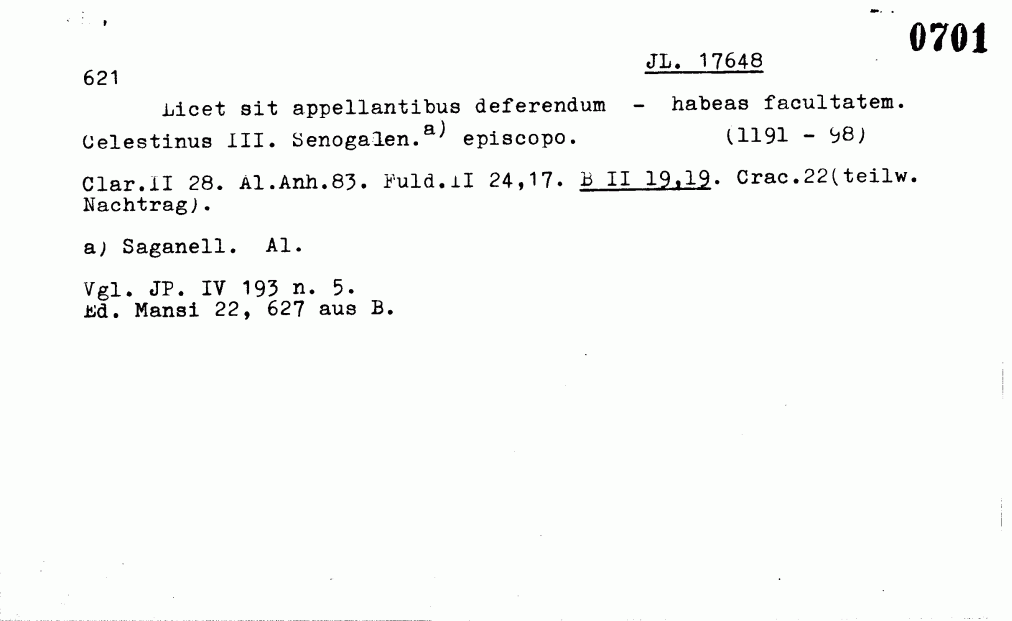 0701
JL. 17648
621
Licet sit appellantibus deferendum - habeas facultatem.
Celestinus III. Senogalen.a) episcopo. (1191 - 98)
Clar.II 28. Al.Anh.83. Fuld.II 24,17. B II 19,19. Crac.22(teilw.
Nachtrag).
a) Saganell. Al.
Vgl. JP. IV 193 n. 5.
Ed. Mansi 22, 627 aus B.